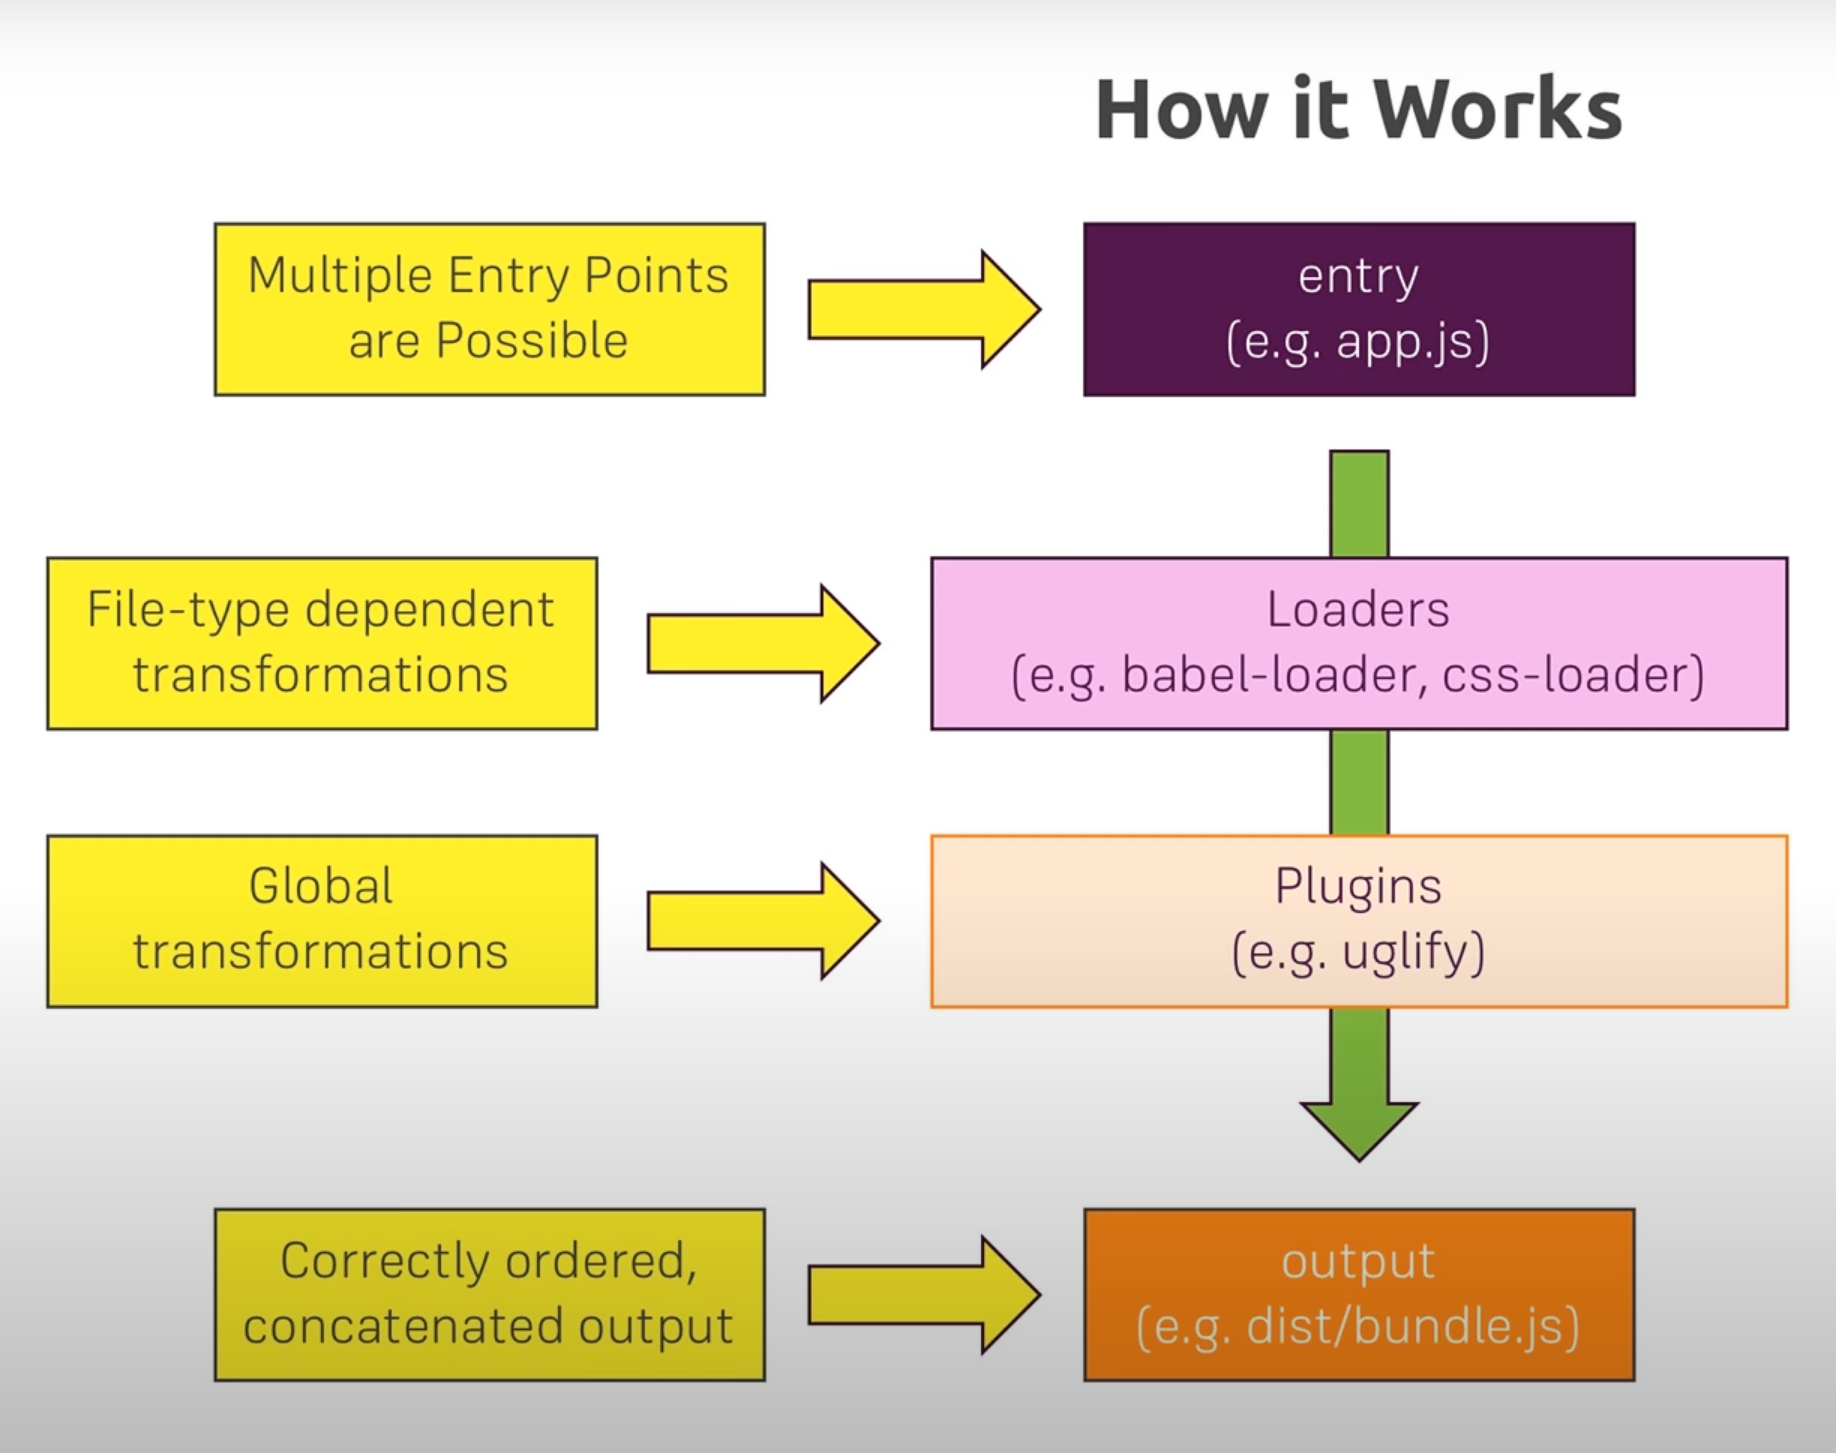 How it Works
Multiple Entry Points
are Possible
entry
(e.g. app.js)
File-type dependent
transformations
Loaders
(e.g. babel-loader, css-loader)
Global
transformations
Plugins
(e.g. uglify)
Correctly ordered,
concatenated output
output
(e.g. dist/bundle.js)